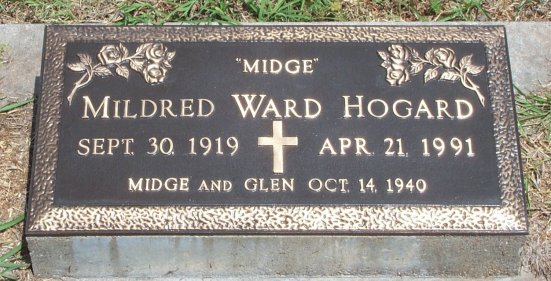 "MIDGE"
MILDRED WARD HOGARD
SEPT. 30, 1919 APR. 21, 1991
MIDGE AND GLEN OCT. 14, 1940